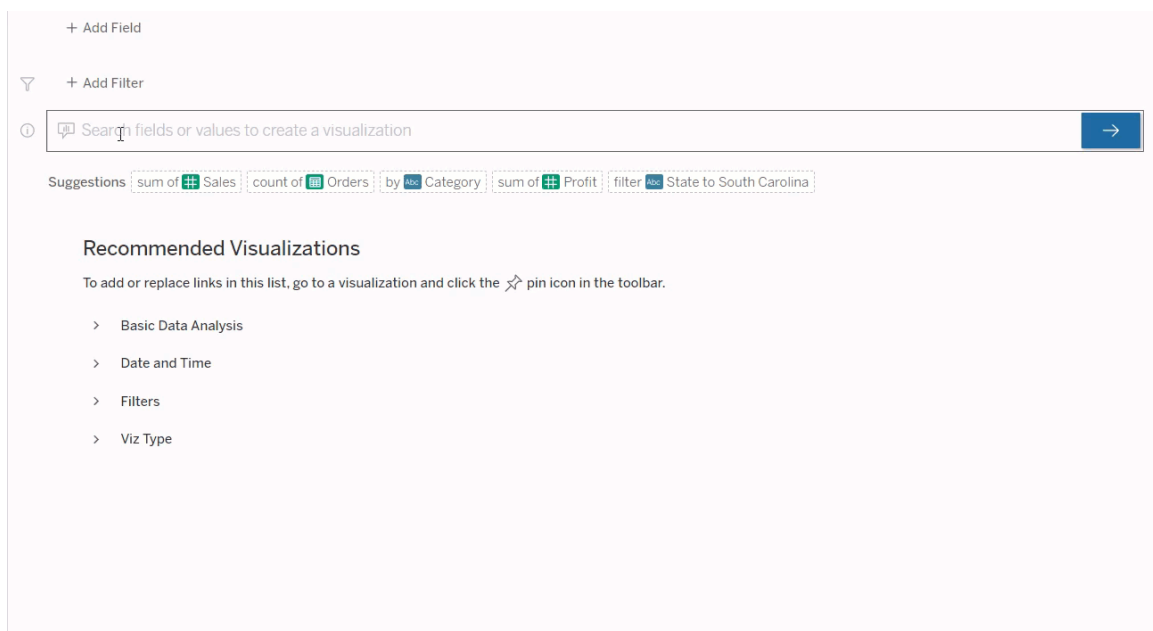 + Add Field
+ Add Filter
Search fields or values to create a visualization
Suggestions sum of # Sales count of Orders by Abc Category sum of # Profit filter Abc State to South Carolina
Recommended Visualizations
To add or replace links in this list, go to a visualization and click the pin icon in the toolbar.
Basic Data Analysis
Date and Time
Filters
Viz Type